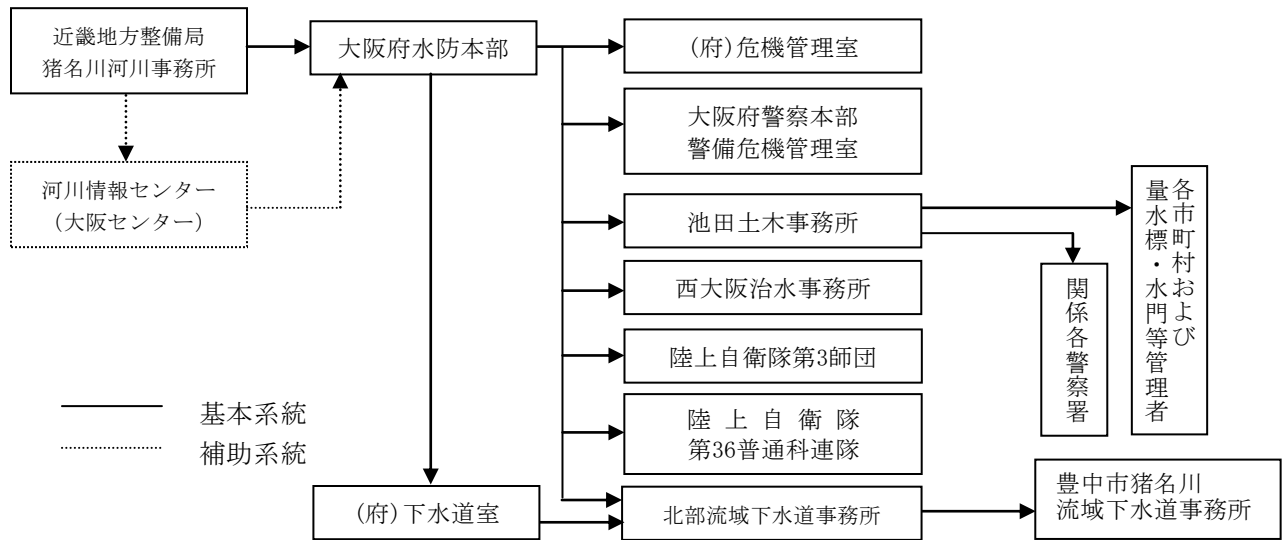 近畿地方整備局
猪名川河川事務所
河川情報センター
（大阪センター）
大阪府水防本部
(府)下水道室
(府)危機管理室
大阪府警察本部
警備危機管理室
池田土木事務所
西大阪治水事務所
陸上自衛隊第3師団
陸上自衛隊
第36普通科連隊
北部流域下水道事務所
各市町村および
量水標・水門等管理者
関係各警察署
豊中市猪名川
流域下水道事務所
基本系統
補助系統